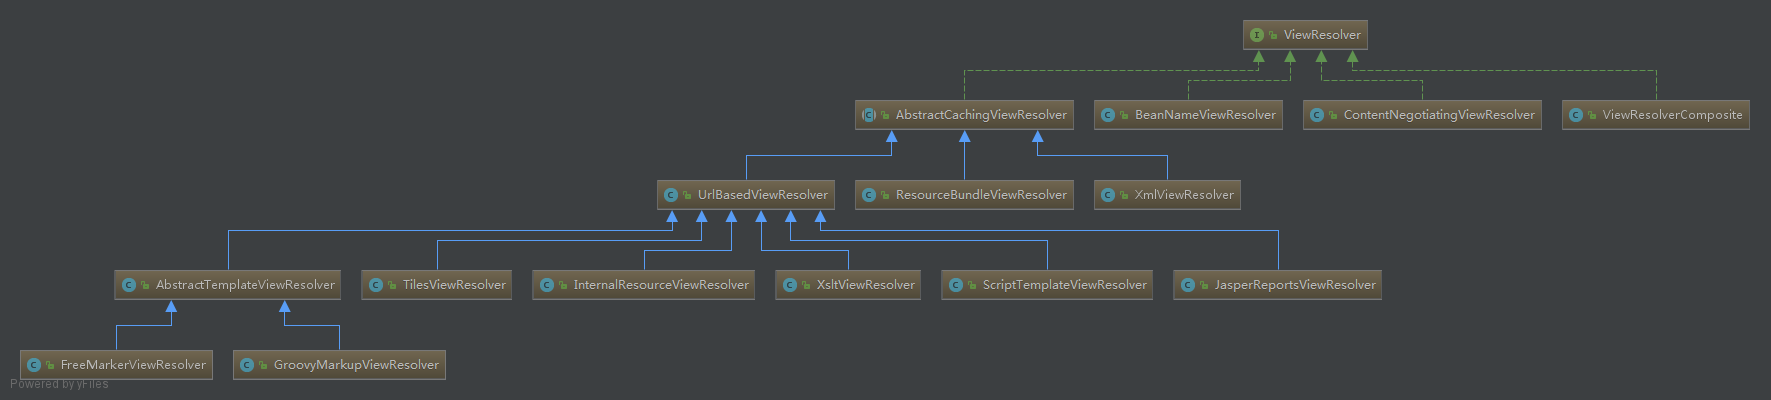 ViewResolver
AbstractCachingViewResolver
BeanNameViewResolver
ContentNegotiatingViewResolver
ViewResolverComposite
UrlBasedViewResolver
ResourceBundleViewResolver
XmlViewResolver
AbstractTemplateViewResolver
TilesViewResolver
InternalResourceViewResolver
XsltViewResolver
ScriptTemplateViewResolver
JasperReportsViewResolver
FreeMarkerViewResolver
GroovyMarkupViewResolver
Powered by yFiles